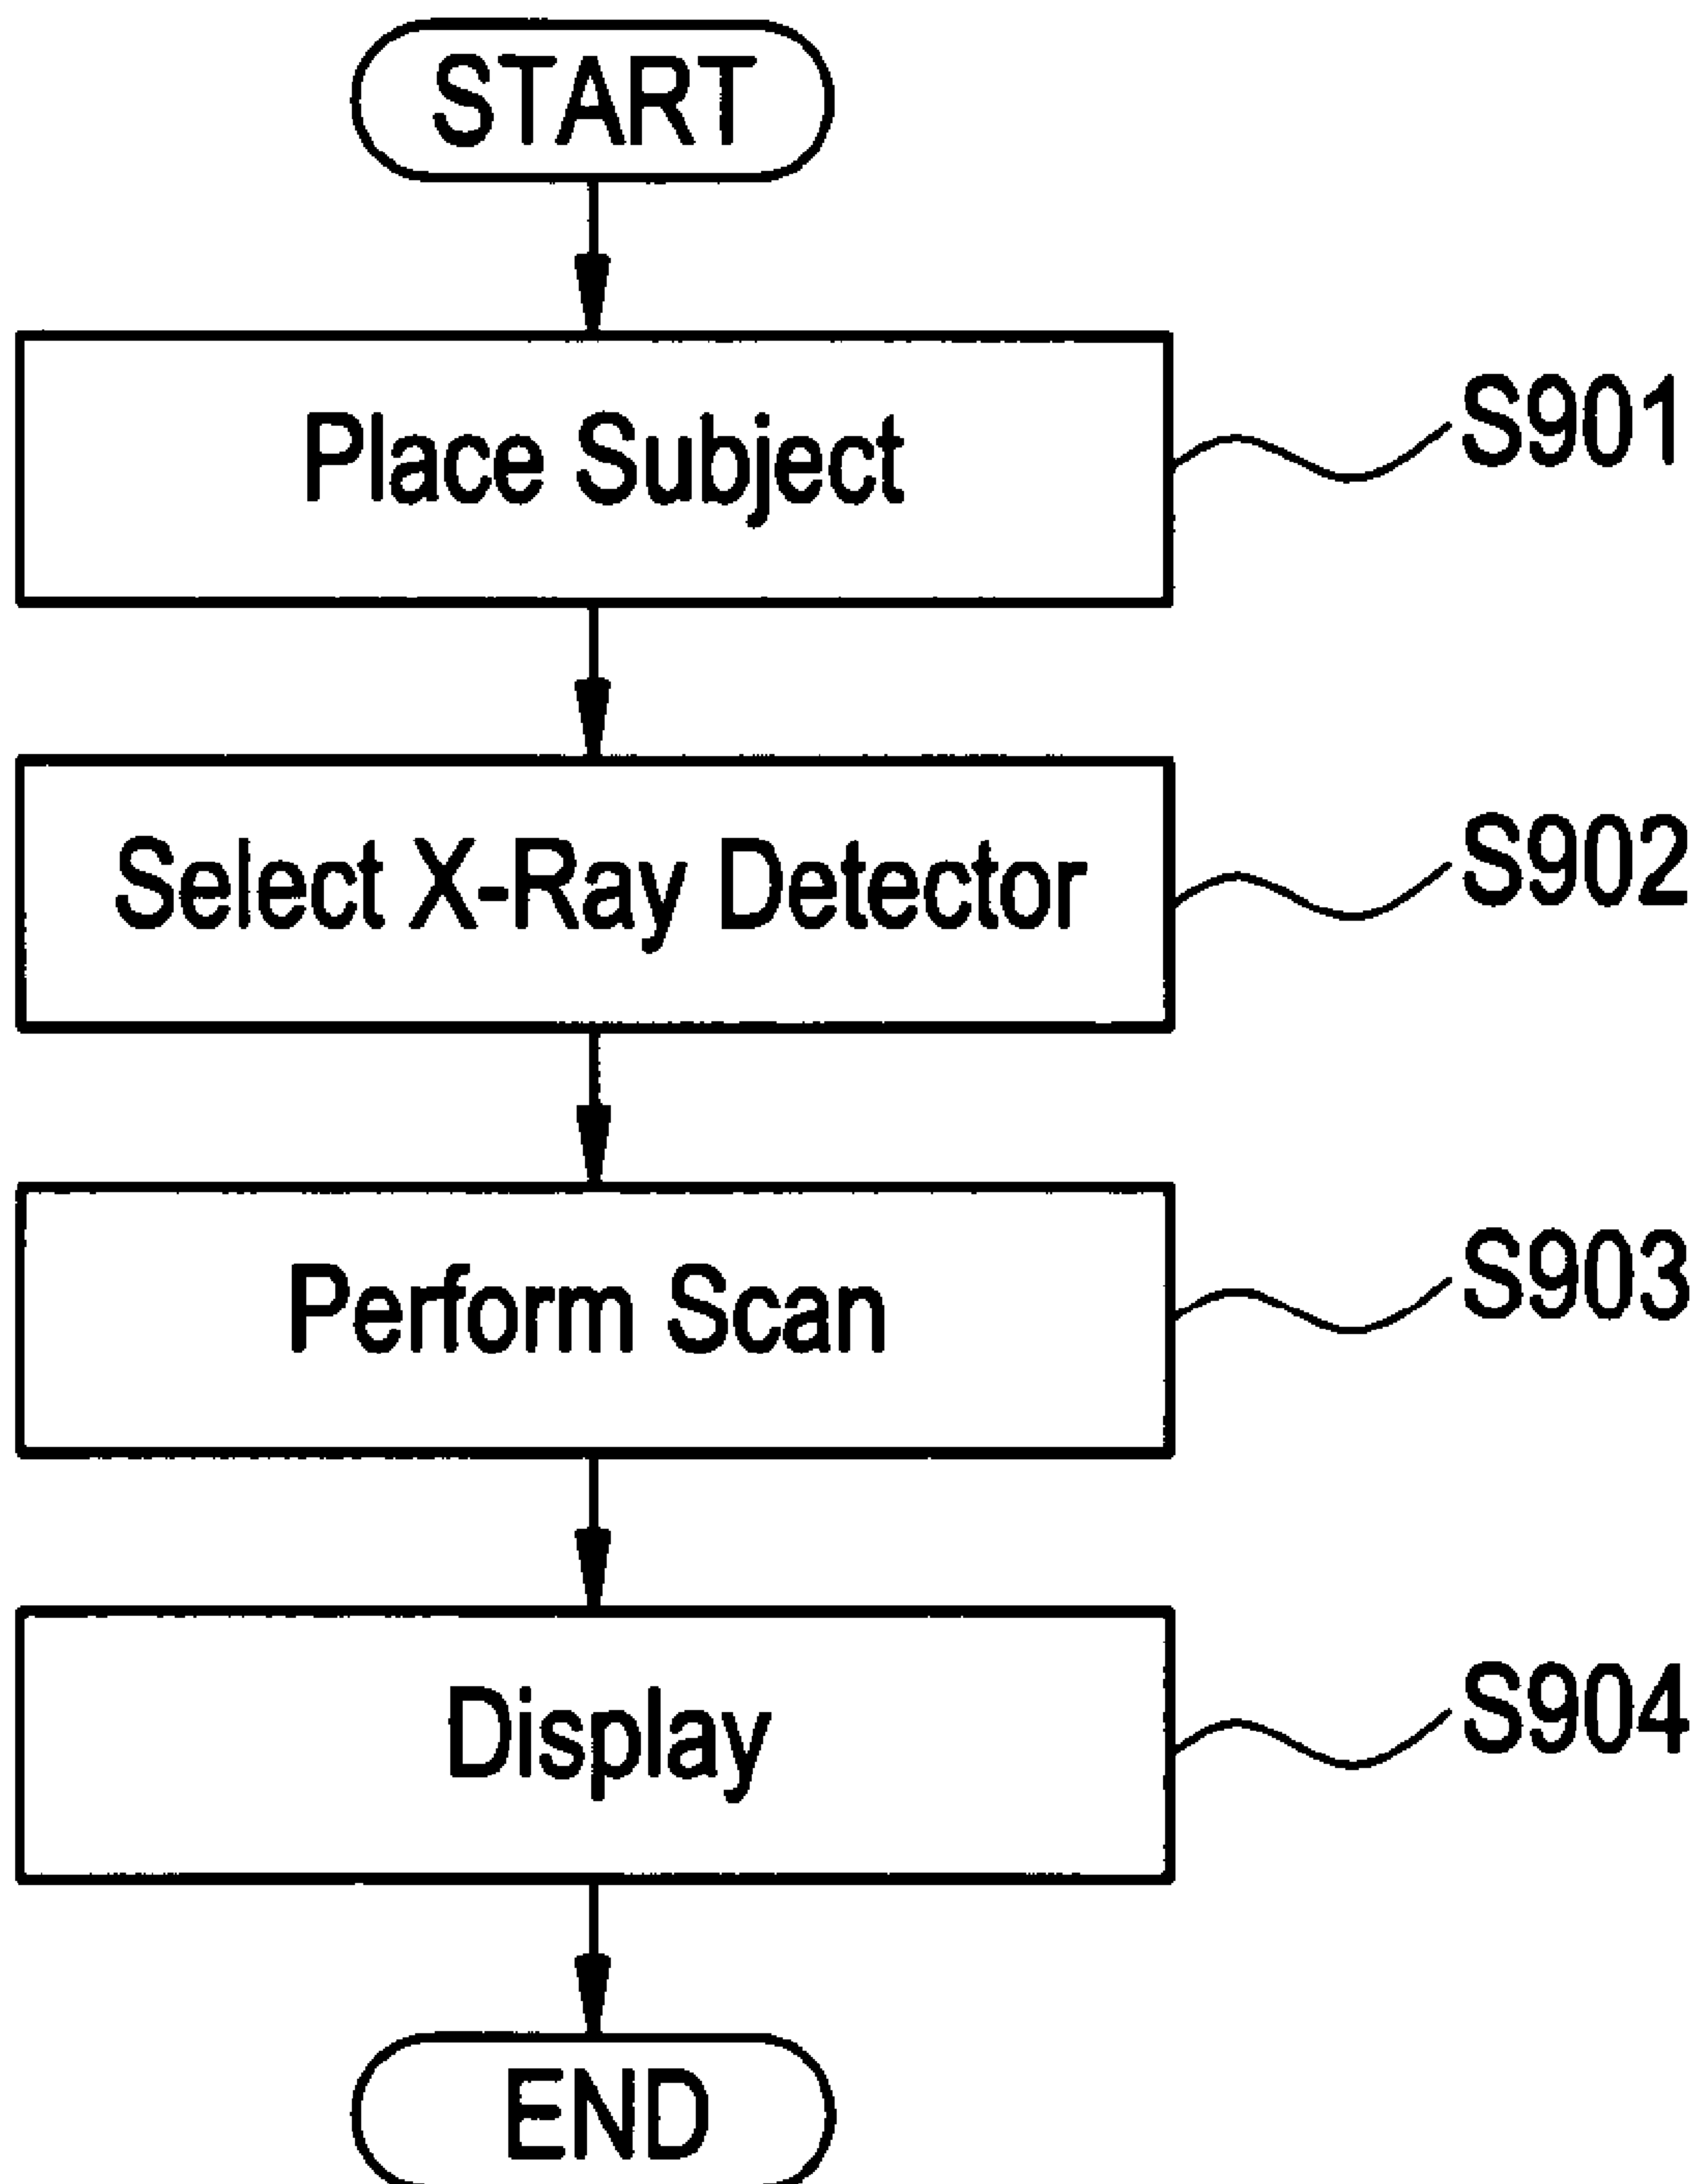 START
Place Subject
S901
Select X-Ray Detector
S902
Perform Scan
S903
Display
S904
END